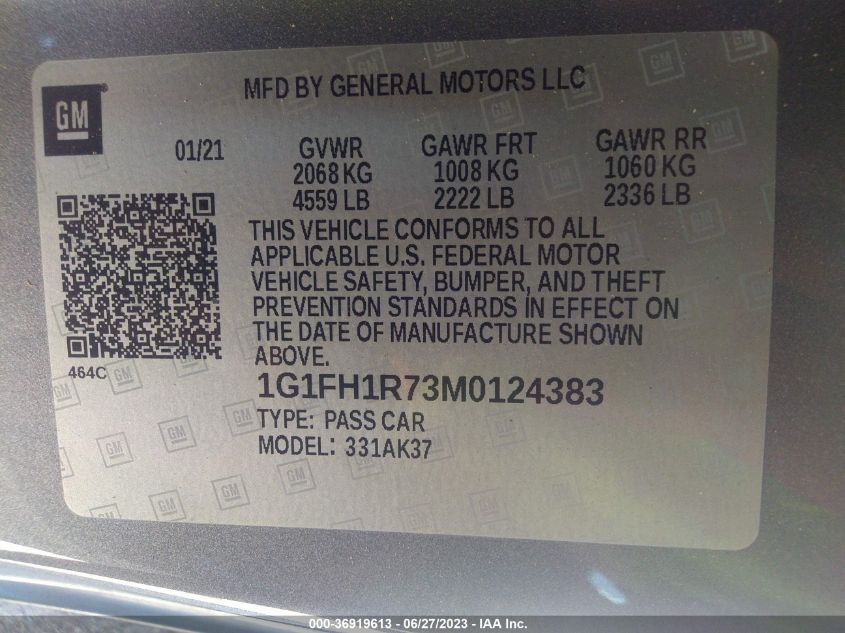 MFD BY GENERAL MOTORS LLC
GM
01/21 GVWR GAWR FRT GAWR RR
2068 KG 1008 KG 1060 KG
4559 LB 2222 LB 2336 LB
THIS VEHICLE CONFORMS TO ALL
APPLICABLE U.S. FEDERAL MOTOR
VEHICLE SAFETY, BUMPER, AND THEFT
PREVENTION STANDARDS IN EFFECT ON
THE DATE OF MANUFACTURE SHOWN
ABOVE.
464C
1G1FH1R73M0124383
TYPE: PASS CAR
MODEL: 331AK37
000-36919613 - 06/27/2023 - IAA Inc.